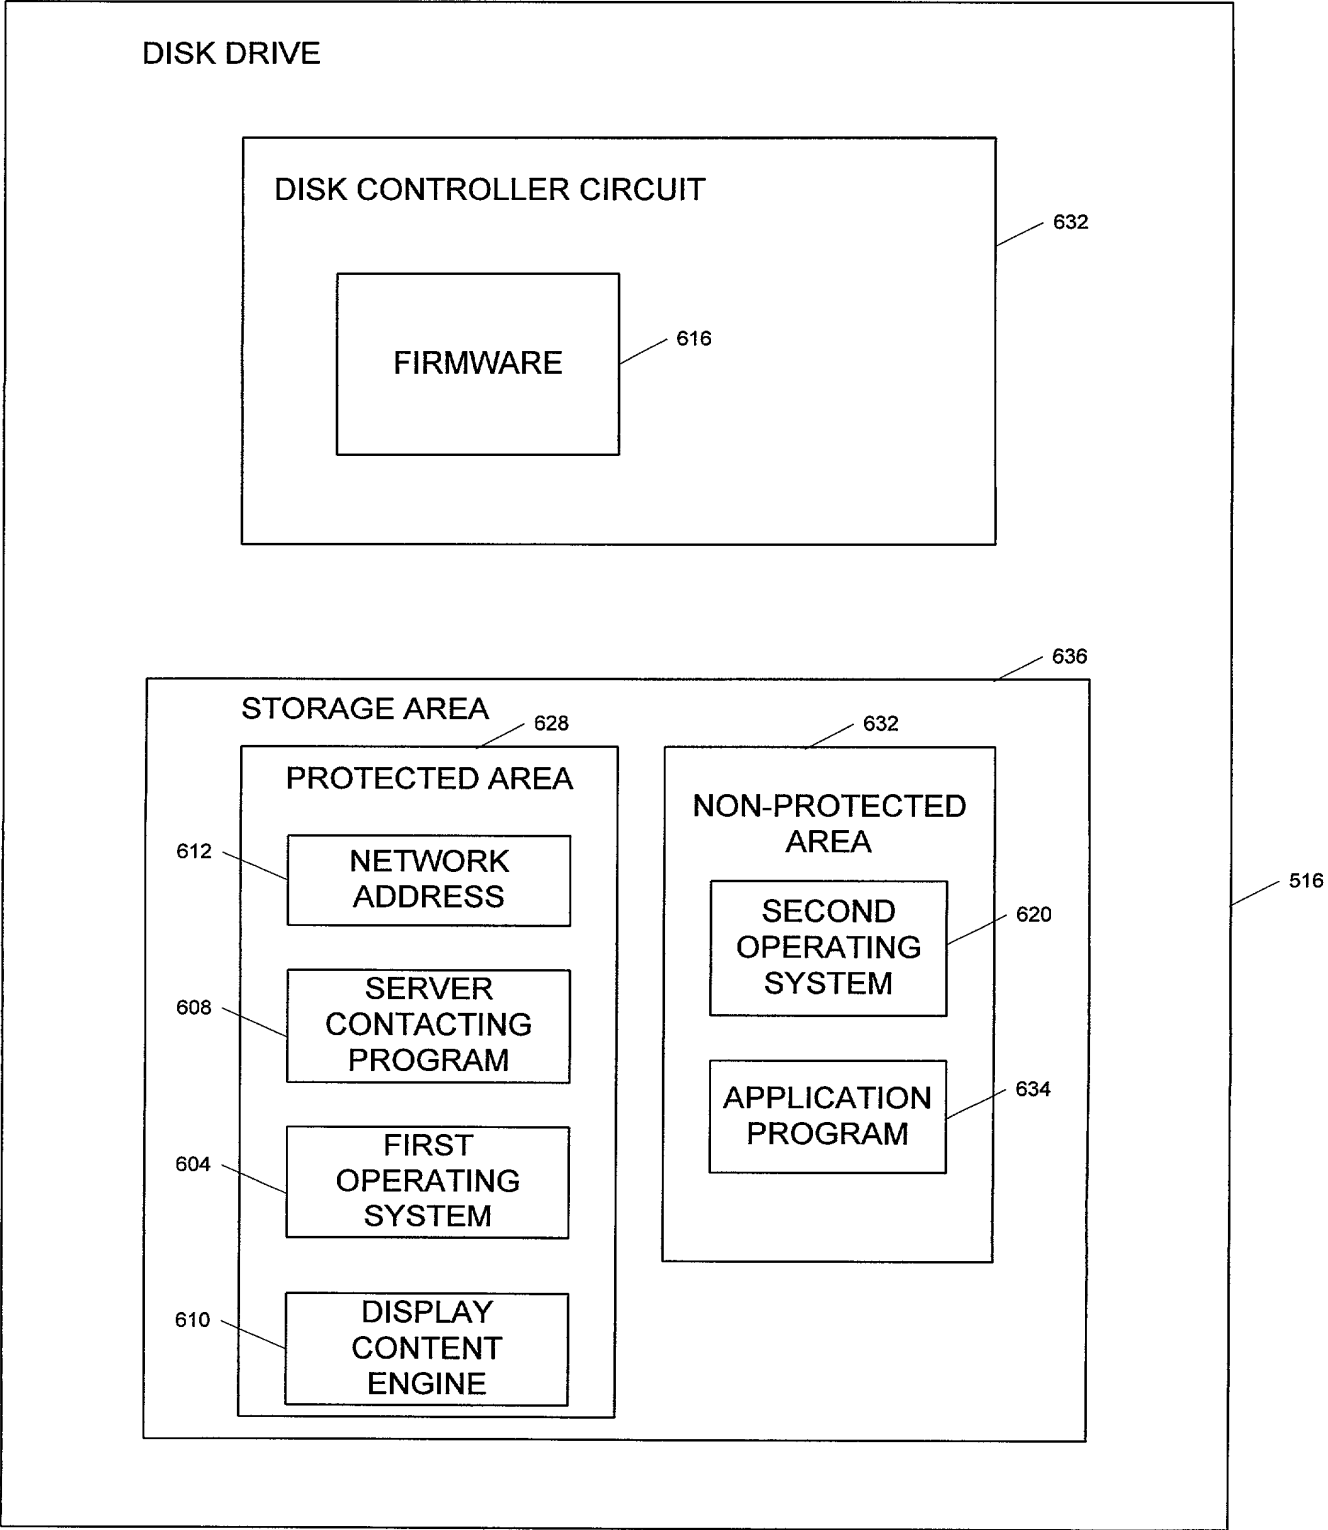 DISK DRIVE
DISK CONTROLLER CIRCUIT
632
FIRMWARE
616
636
STORAGE AREA
628
632
PROTECTED AREA
NON-PROTECTED
AREA
612
NETWORK
ADDRESS
516
SECOND
OPERATING
SYSTEM
620
608
SERVER
CONTACTING
PROGRAM
APPLICATION
PROGRAM
634
604
FIRST
OPERATING
SYSTEM
610
DISPLAY
CONTENT
ENGINE